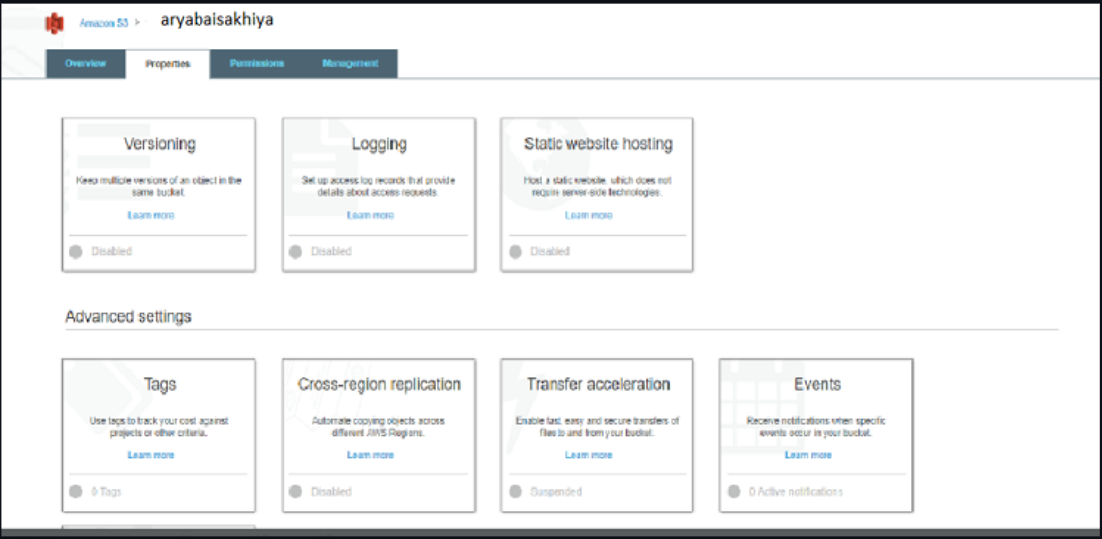 Amazon S3 > aryabaisakhiya
Overview Properties Permissions Management
Versioning
Keep multiple versions of an object in the
same bucket.
Learn more
Disabled
Logging
Set up access log records that provide
details about access requests.
Learn more
Disabled
Static website hosting
Host a static website, which does not
require server-side technologies.
Learn more
Disabled
Advanced settings
Tags
Use tags to track your cost against
projects or other criteria.
Learn more
0 Tags
Cross-region replication
Automate copying objects across
different AWS Regions.
Learn more
Disabled
Transfer acceleration
Enable fast, easy and secure transfers of
files to and from your bucket.
Learn more
Suspended
Events
Receive notifications when specific
events occur in your bucket.
Learn more
0 Active notifications